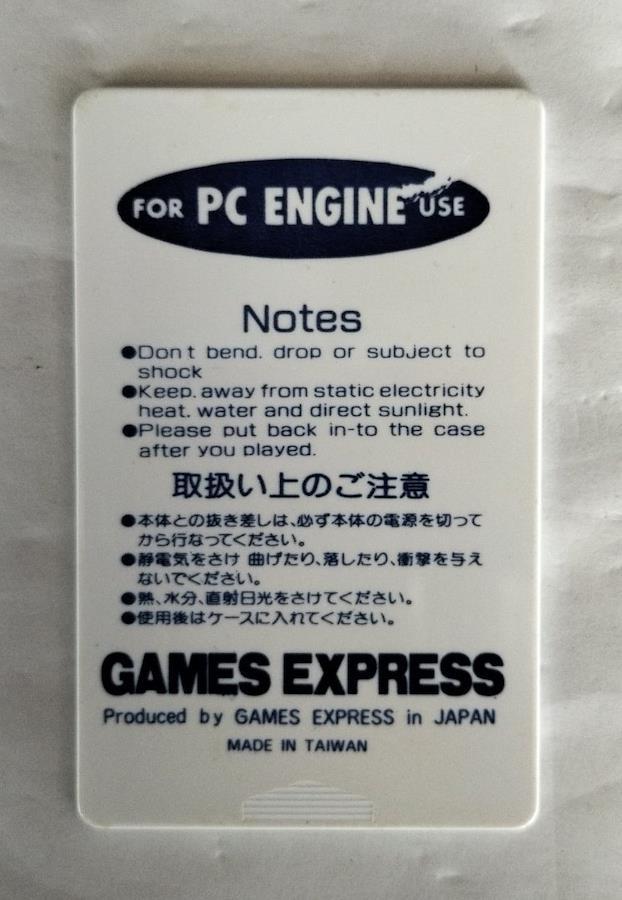 FOR PC ENGINE USE
Notes
●Don't bend. drop or subject to
shock
●Keep. away from static electricity
heat. water and direct sunlight.
●Please put back in-to the case
after you played.
取扱い上のご注意
●本体との抜き差しは、必ず本体の電源を切って
から行なってください。
●静電気をさけ 曲げたり、落したり、衝撃を与え
ないでください。
●熱、水分、直射日光をさけてください。
●使用後はケースに入れてください。
GAMES EXPRESS
Produced by GAMES EXPRESS in JAPAN
MADE IN TAIWAN